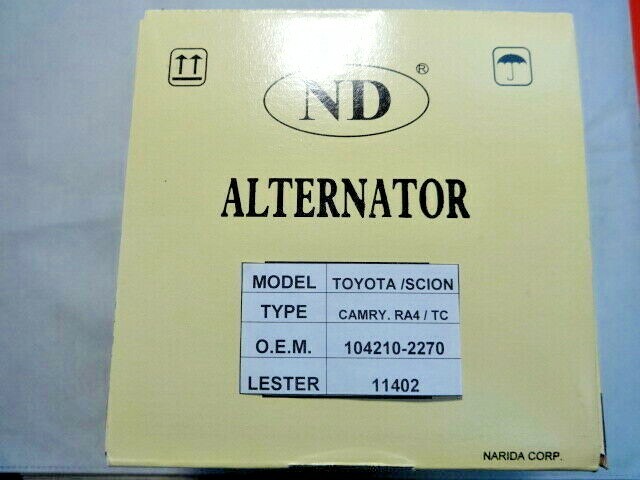 ND ®
ALTERNATOR
MODEL TOYOTA /SCION
TYPE CAMRY. RA4 / TC
O.E.M. 104210-2270
LESTER 11402
NARIDA CORP.